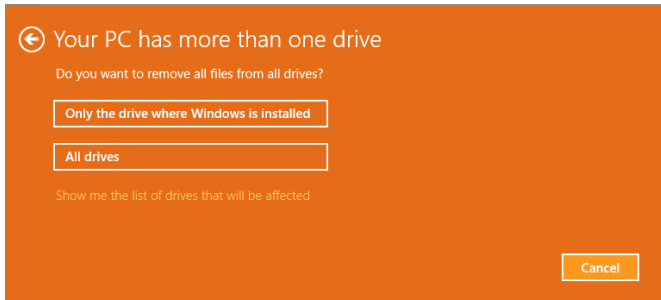 Your PC has more than one drive
Do you want to remove all files from all drives?
Only the drive where Windows is installed
All drives
Show me the list of drives that will be affected
Cancel